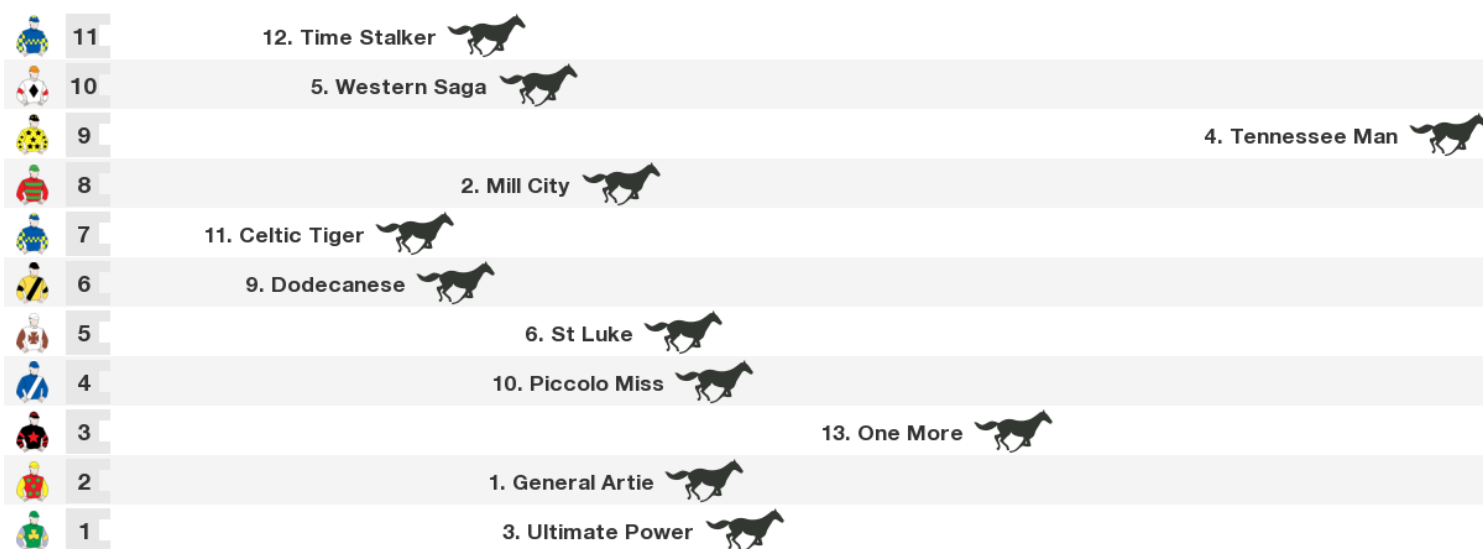 11 12. Time Stalker
10 5. Western Saga
9 4. Tennessee Man
8 2. Mill City
7 11. Celtic Tiger
6 9. Dodecanese
5 6. St Luke
4 10. Piccolo Miss
3 13. One More
2 1. General Artie
1 3. Ultimate Power